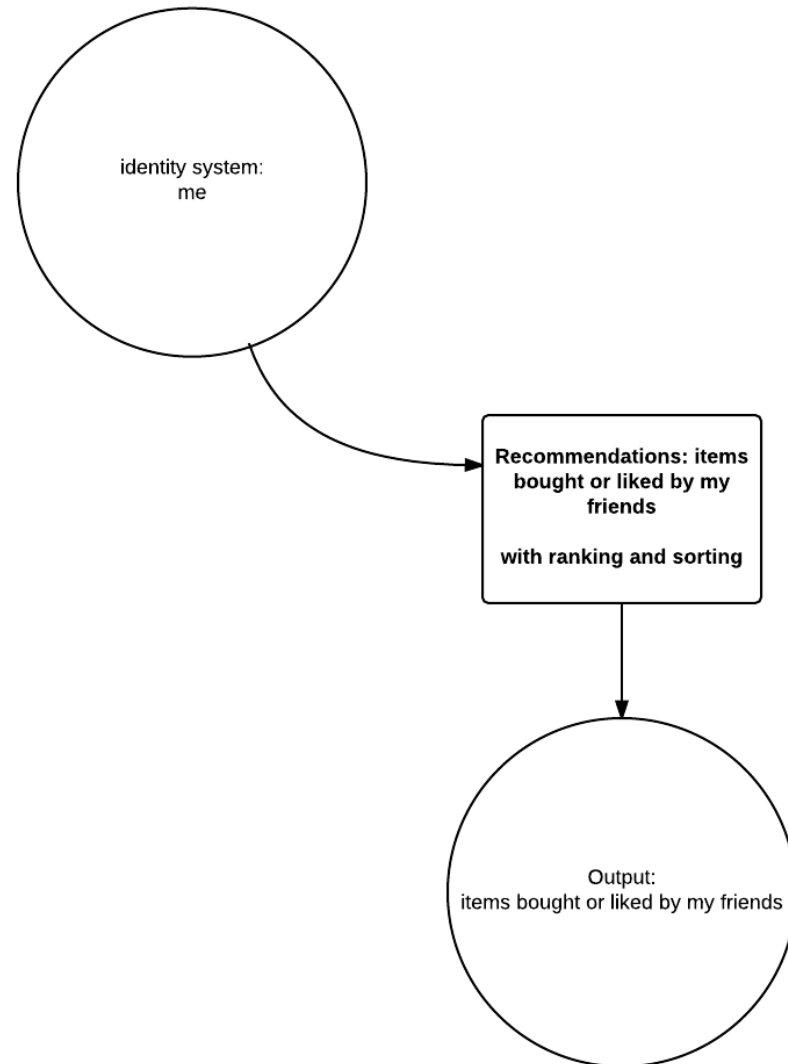 identity system:
me
Recommendations: items
bought or liked by my
friends
with ranking and sorting
Output:
items bought or liked by my friends